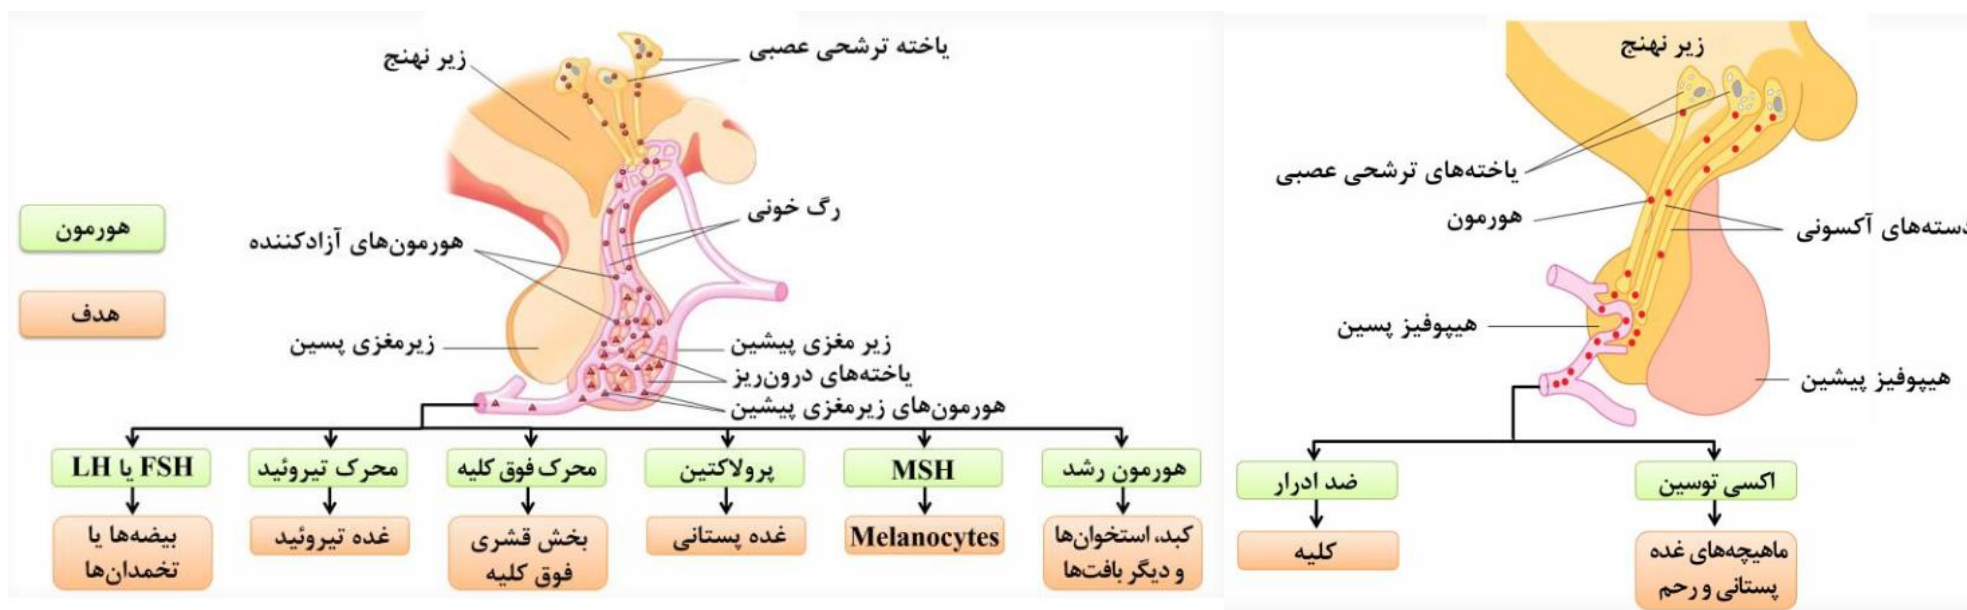 زیر نهنج
یاخته ترشحی عصبی
رگ خونی
هورمون‌های آزادکننده
هورمون
هدف
زیرمغزی پسین
زیر مغزی پیشین
یاخته‌های درون‌ریز
هورمون‌های زیرمغزی پیشین
هورمون رشد
MSH
پرولاکتین
محرک فوق کلیه
محرک تیروئید
FSH یا LH
کبد، استخوان‌ها
و دیگر بافت‌ها
Melanocytes
غده پستانی
بخش قشری
فوق کلیه
غده تیروئید
بیضه‌ها یا
تخمدان‌ها
زیر نهنج
یاخته‌های ترشحی عصبی
هورمون
دسته‌های آکسونی
هیپوفیز پسین
هیپوفیز پیشین
اکسی توسین
ضد ادرار
ماهیچه‌های غده
پستانی و رحم
کلیه